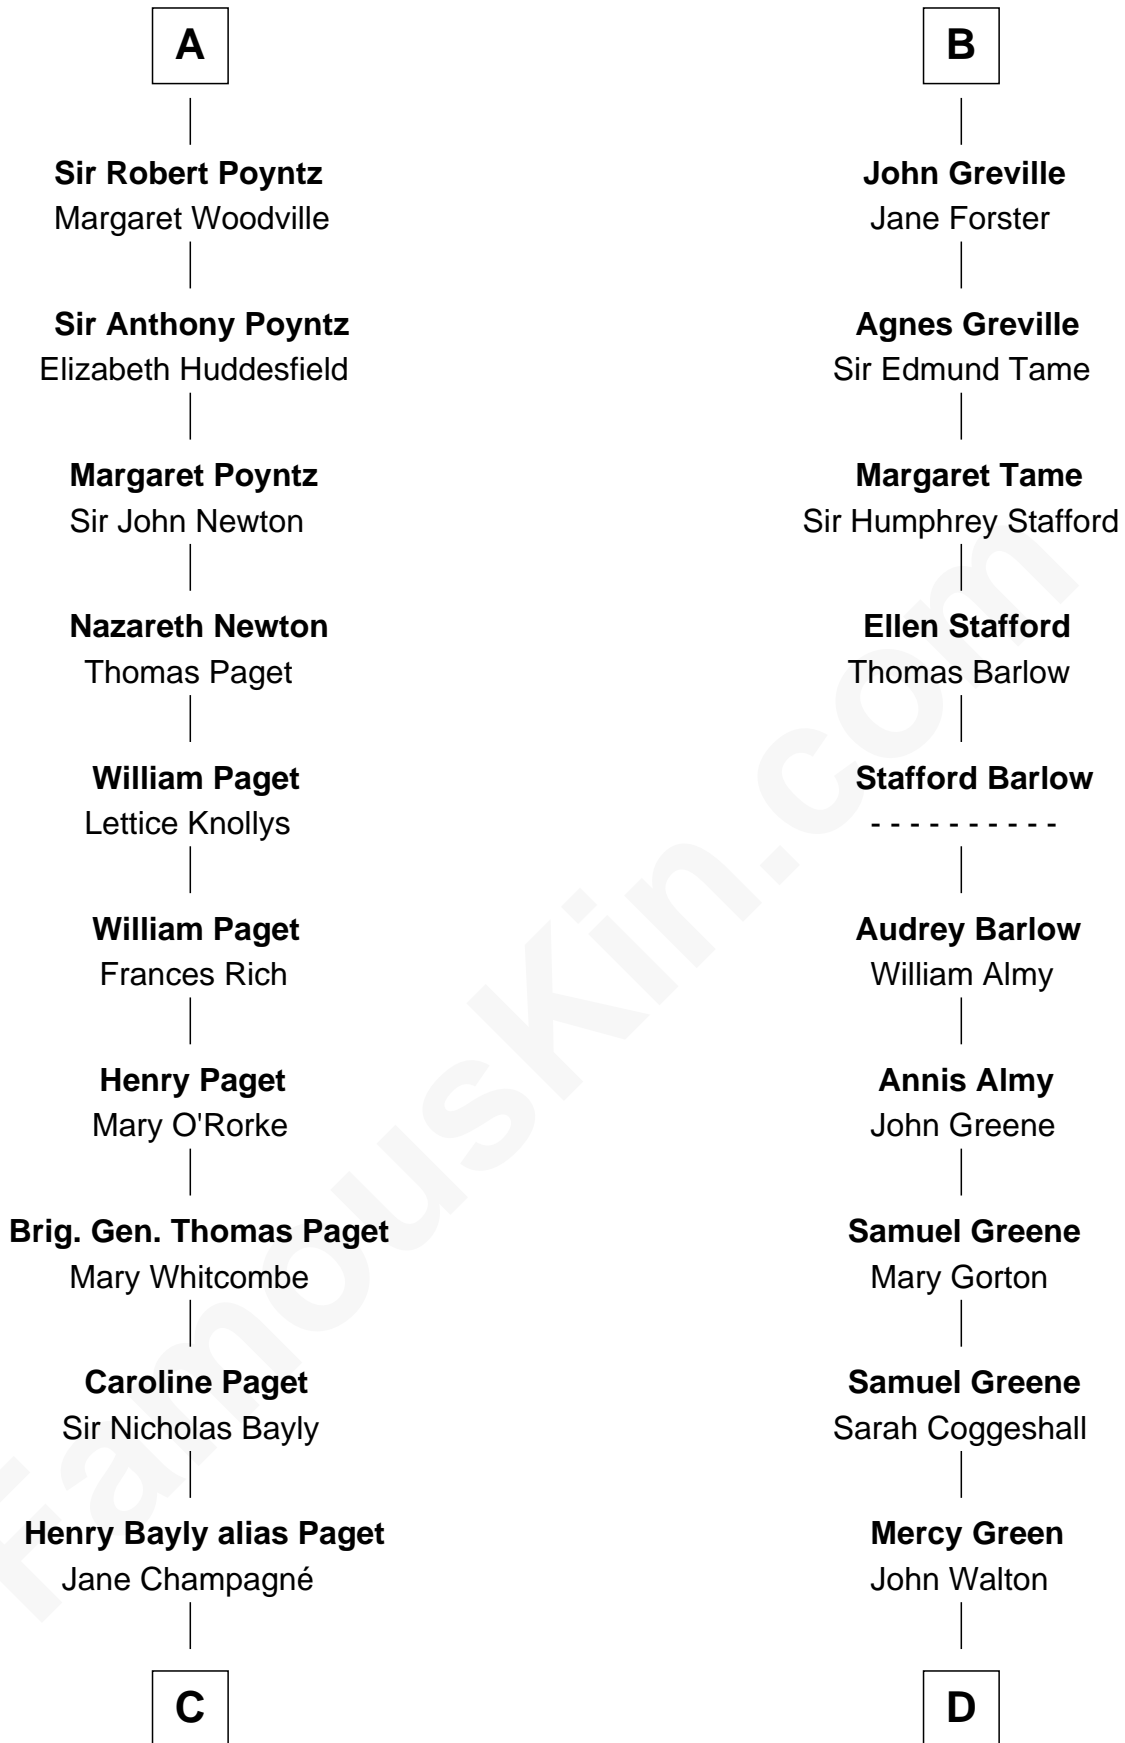 A
Sir Robert Poyntz
Margaret Woodville
Sir Anthony Poyntz
Elizabeth Huddesfield
Margaret Poyntz
Sir John Newton
Nazareth Newton
Thomas Paget
William Paget
Lettice Knollys
William Paget
Frances Rich
Henry Paget
Mary O'Rorke
Brig. Gen. Thomas Paget
Mary Whitcombe
Caroline Paget
Sir Nicholas Bayly
Henry Bayly alias Paget
Jane Champagné
C
B
John Greville
Jane Forster
Agnes Greville
Sir Edmund Tame
Margaret Tame
Sir Humphrey Stafford
Ellen Stafford
Thomas Barlow
Stafford Barlow
- - - - - - - - - -
Audrey Barlow
William Almy
Annis Almy
John Greene
Samuel Greene
Mary Gorton
Samuel Greene
Sarah Coggeshall
Mercy Green
John Walton
D
FamousKin.com